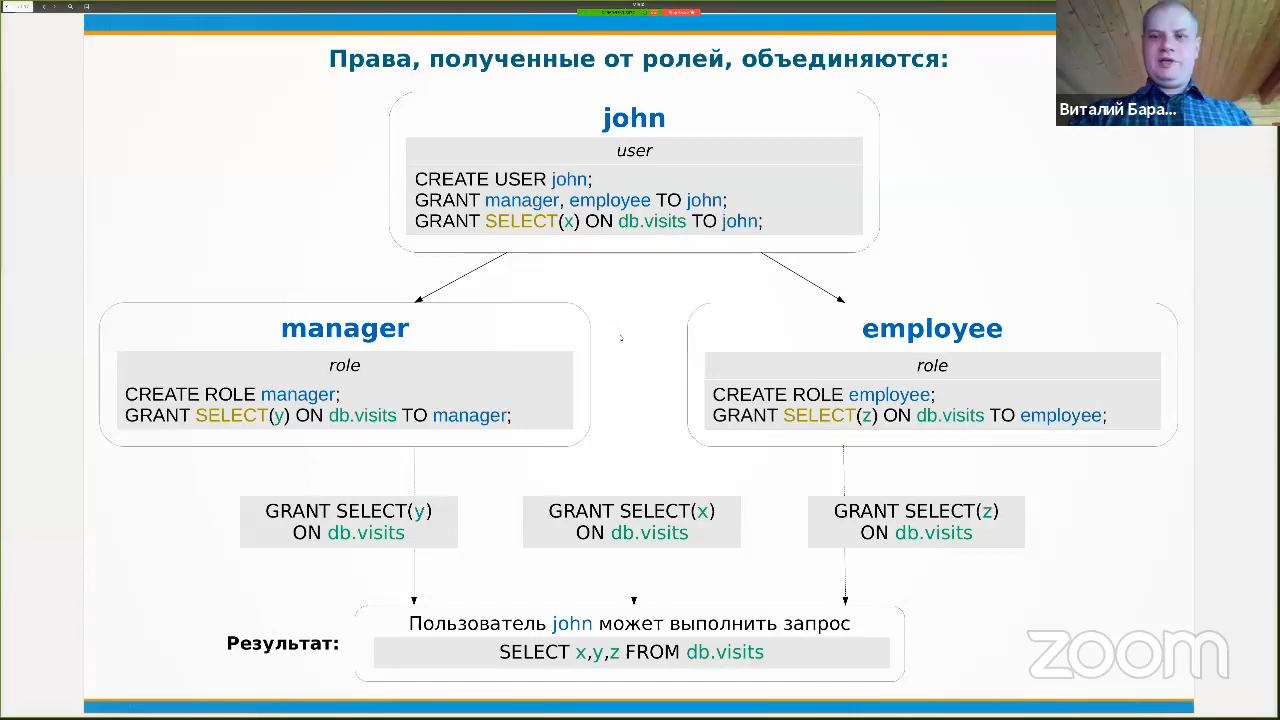 Права, полученные от ролей, объединяются:
Виталий Бара...
john
user
CREATE USER john;
GRANT manager, employee TO john;
GRANT SELECT(x) ON db.visits TO john;
manager
role
CREATE ROLE manager;
GRANT SELECT(y) ON db.visits TO manager;
employee
role
CREATE ROLE employee;
GRANT SELECT(z) ON db.visits TO employee;
GRANT SELECT(y)
ON db.visits
GRANT SELECT(x)
ON db.visits
GRANT SELECT(z)
ON db.visits
Результат:
Пользователь john может выполнить запрос
SELECT x,y,z FROM db.visits
zoom